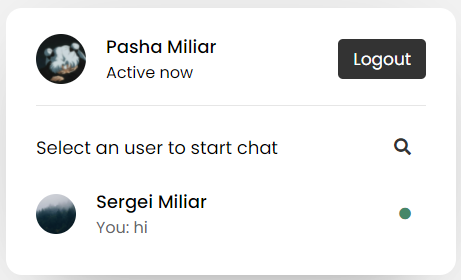 Pasha Miliar
Active now
Logout
Select an user to start chat
Sergei Miliar
You: hi